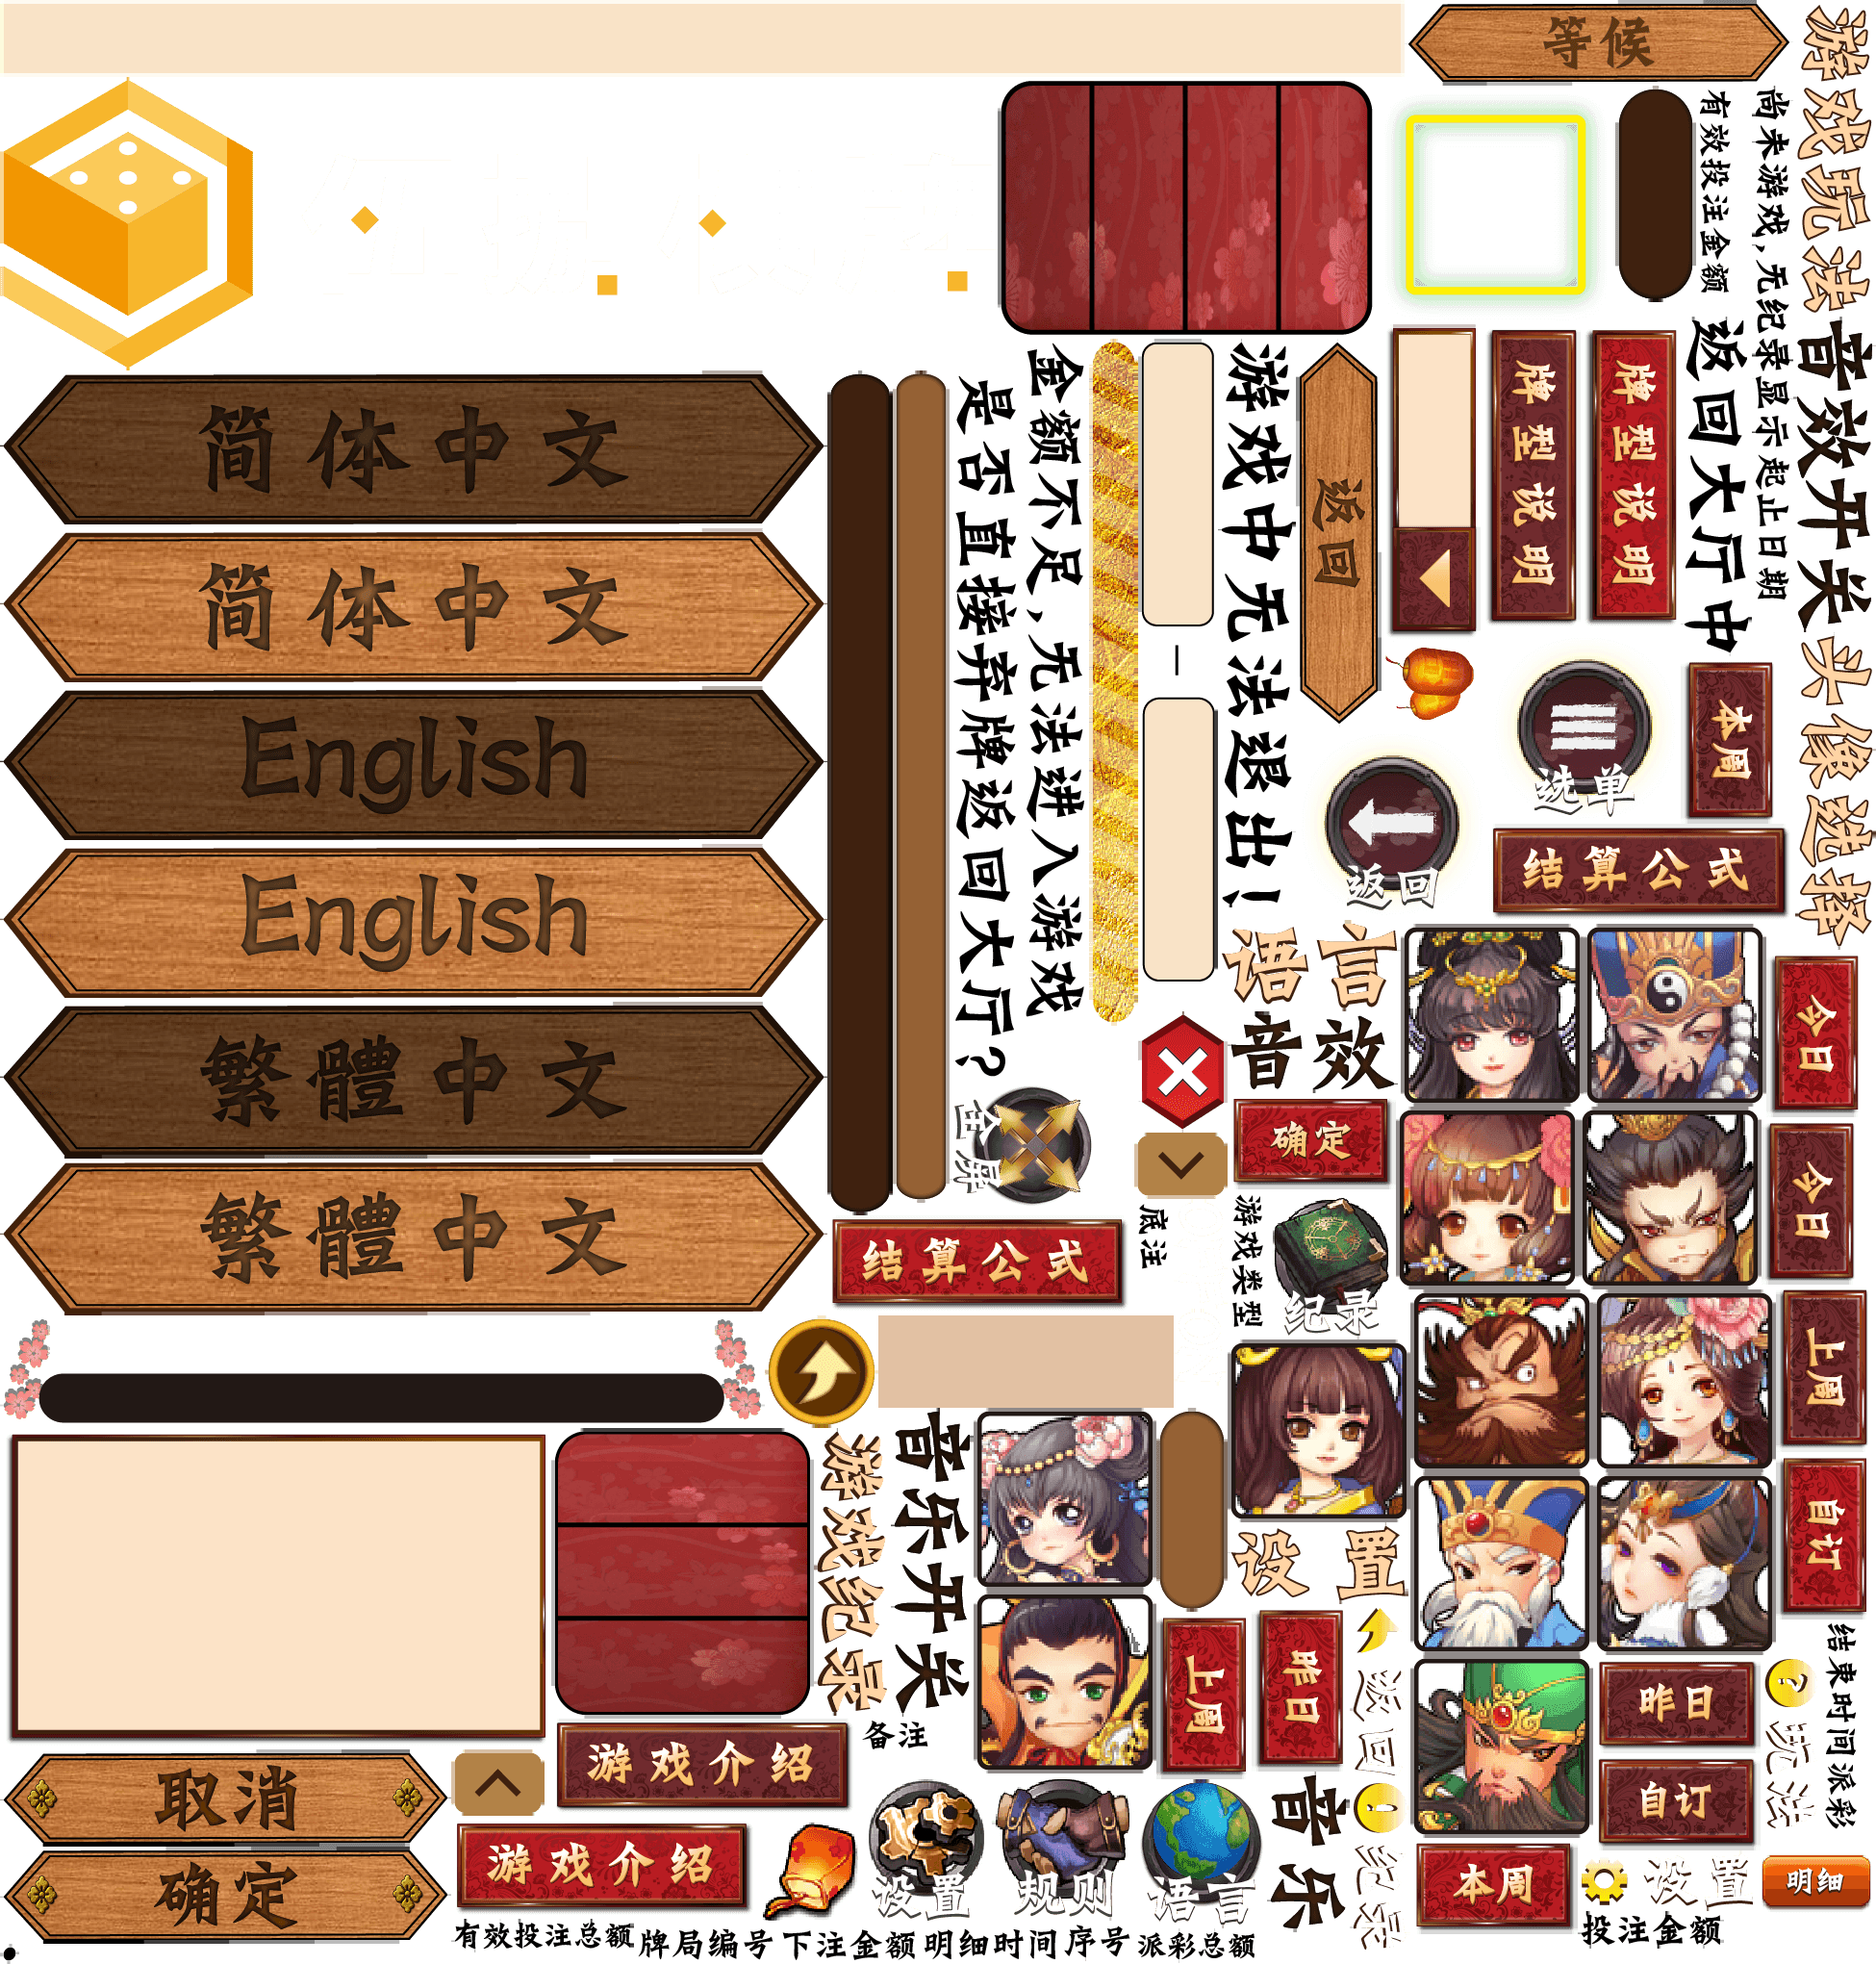 等候
游戏玩法
有效投注金额
尚未游戏,无纪录显示起止日期
音效开关
返回大厅中
牌型说明
牌型说明
返回
游戏中无法退出!
金额不足,无法进入游戏
是否直接弃牌返回大厅?
简体中文
简体中文
English
English
繁體中文
繁體中文
头像选择
选单
本周
返回
结算公式
语言
音效
今日
全屏
确定
今日
底注
游戏类型
结算公式
纪录
上周
游戏纪录
音乐开关
设置
自订
上周
昨日
返回
昨日
结束时间派彩
玩法
备注
游戏介绍
取消
自订
音乐
纪录
游戏介绍
确定
设置
规则
语言
本周
设置
明细
有效投注总额
牌局编号
下注金额
明细
时间
序号
派彩总额
投注金额